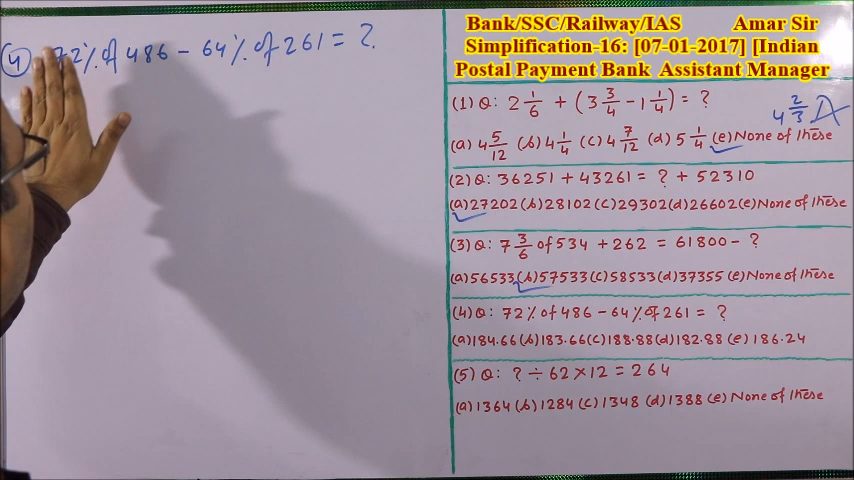 (4) 72% of 486 - 64% of 261 = ?
Bank/SSC/Railway/IAS Amar Sir
Simplification-16: [07-01-2017] [Indian
Postal Payment Bank Assistant Manager
(1) Q: 2 1/6 + (3 3/4 - 1 1/4) = ?
4 2/3
(a) 4 5/12 (b) 4 1/4 (c) 4 7/12 (d) 5 1/4 (e) None of these
(2) Q: 36251 + 43261 = ? + 52310
(a) 27202 (b) 28102 (c) 29302 (d) 26602 (e) None of these
(3) Q: 7 3/6 of 534 + 262 = 61800 - ?
(a) 56533 (b) 57533 (c) 58533 (d) 37355 (e) None of these
(4) Q: 72% of 486 - 64% of 261 = ?
(a) 184.66 (b) 183.66 (c) 188.88 (d) 182.88 (e) 186.24
(5) Q: ? ÷ 62 × 12 = 264
(a) 1364 (b) 1284 (c) 1348 (d) 1388 (e) None of these